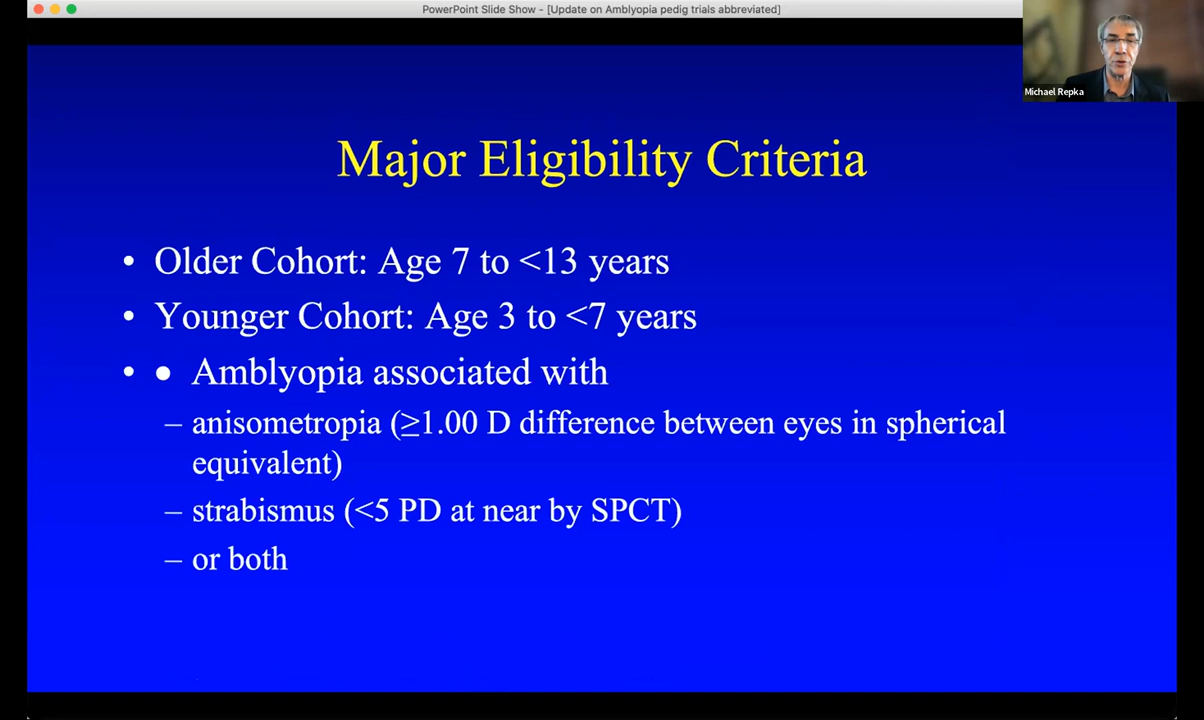 PowerPoint Slide Show - [Update on Amblyopia pedig trials abbreviated]
Michael Repka
Major Eligibility Criteria
• Older Cohort: Age 7 to <13 years
• Younger Cohort: Age 3 to <7 years
• ● Amblyopia associated with
– anisometropia (≥1.00 D difference between eyes in spherical
equivalent)
– strabismus (<5 PD at near by SPCT)
– or both